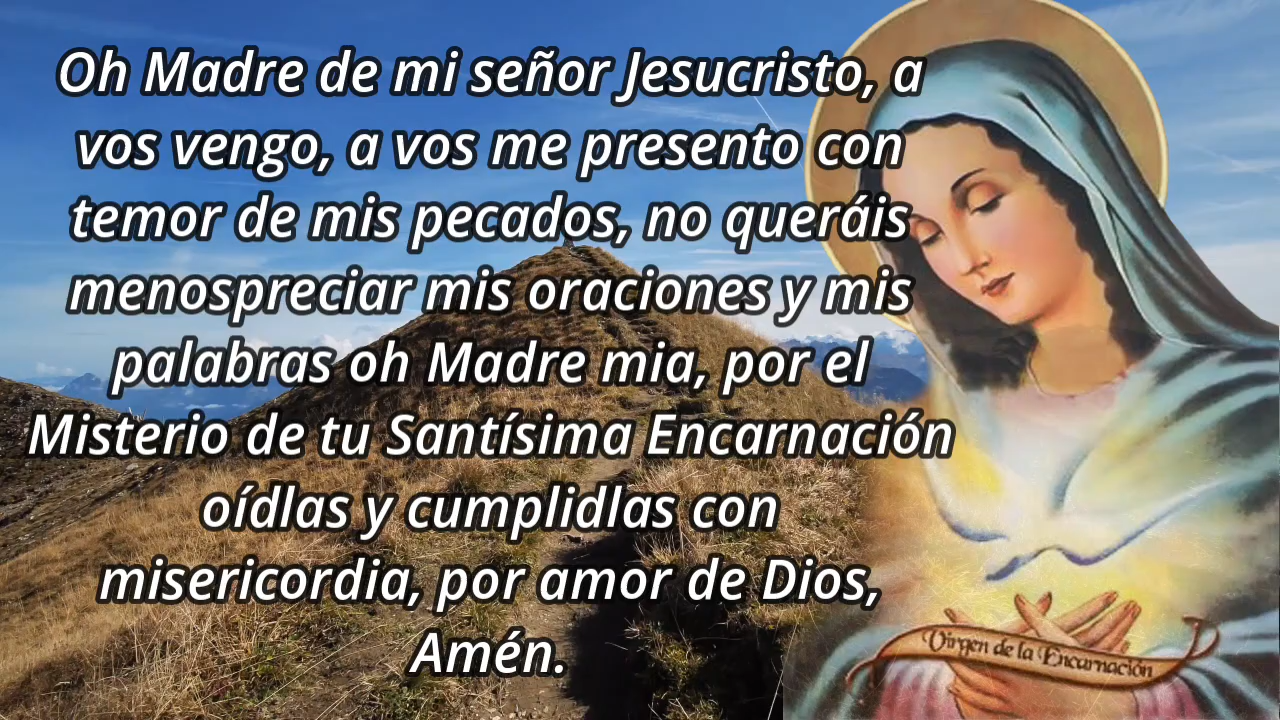 Oh Madre de mi señor Jesucristo, a
vos vengo, a vos me presento con
temor de mis pecados, no queráis
menospreciar mis oraciones y mis
palabras oh Madre mia, por el
Misterio de tu Santísima Encarnación
oídlas y cumplidlas con
misericordia, por amor de Dios,
Amén.
Virgen de la Encarnación